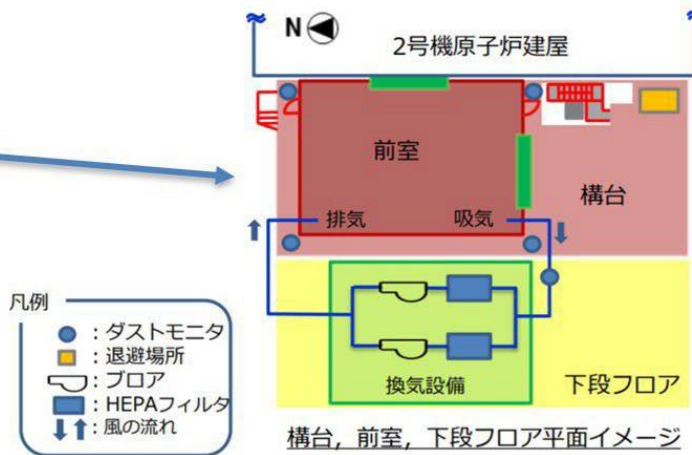 N
2号機原子炉建屋
前室
構台
排気
吸気
凡例
：ダストモニタ
：退避場所
：ブロア
：HEPAフィルタ
：風の流れ
換気設備
下段フロア
構台，前室，下段フロア平面イメージ